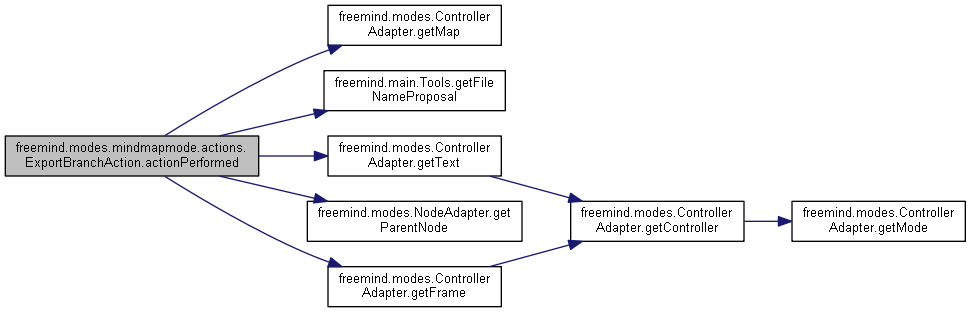 freemind.modes.Controller
Adapter.getMap
freemind.main.Tools.getFile
NameProposal
freemind.modes.mindmapmode.actions.
ExportBranchAction.actionPerformed
freemind.modes.Controller
Adapter.getText
freemind.modes.NodeAdapter.get
ParentNode
freemind.modes.Controller
Adapter.getFrame
freemind.modes.Controller
Adapter.getController
freemind.modes.Controller
Adapter.getMode